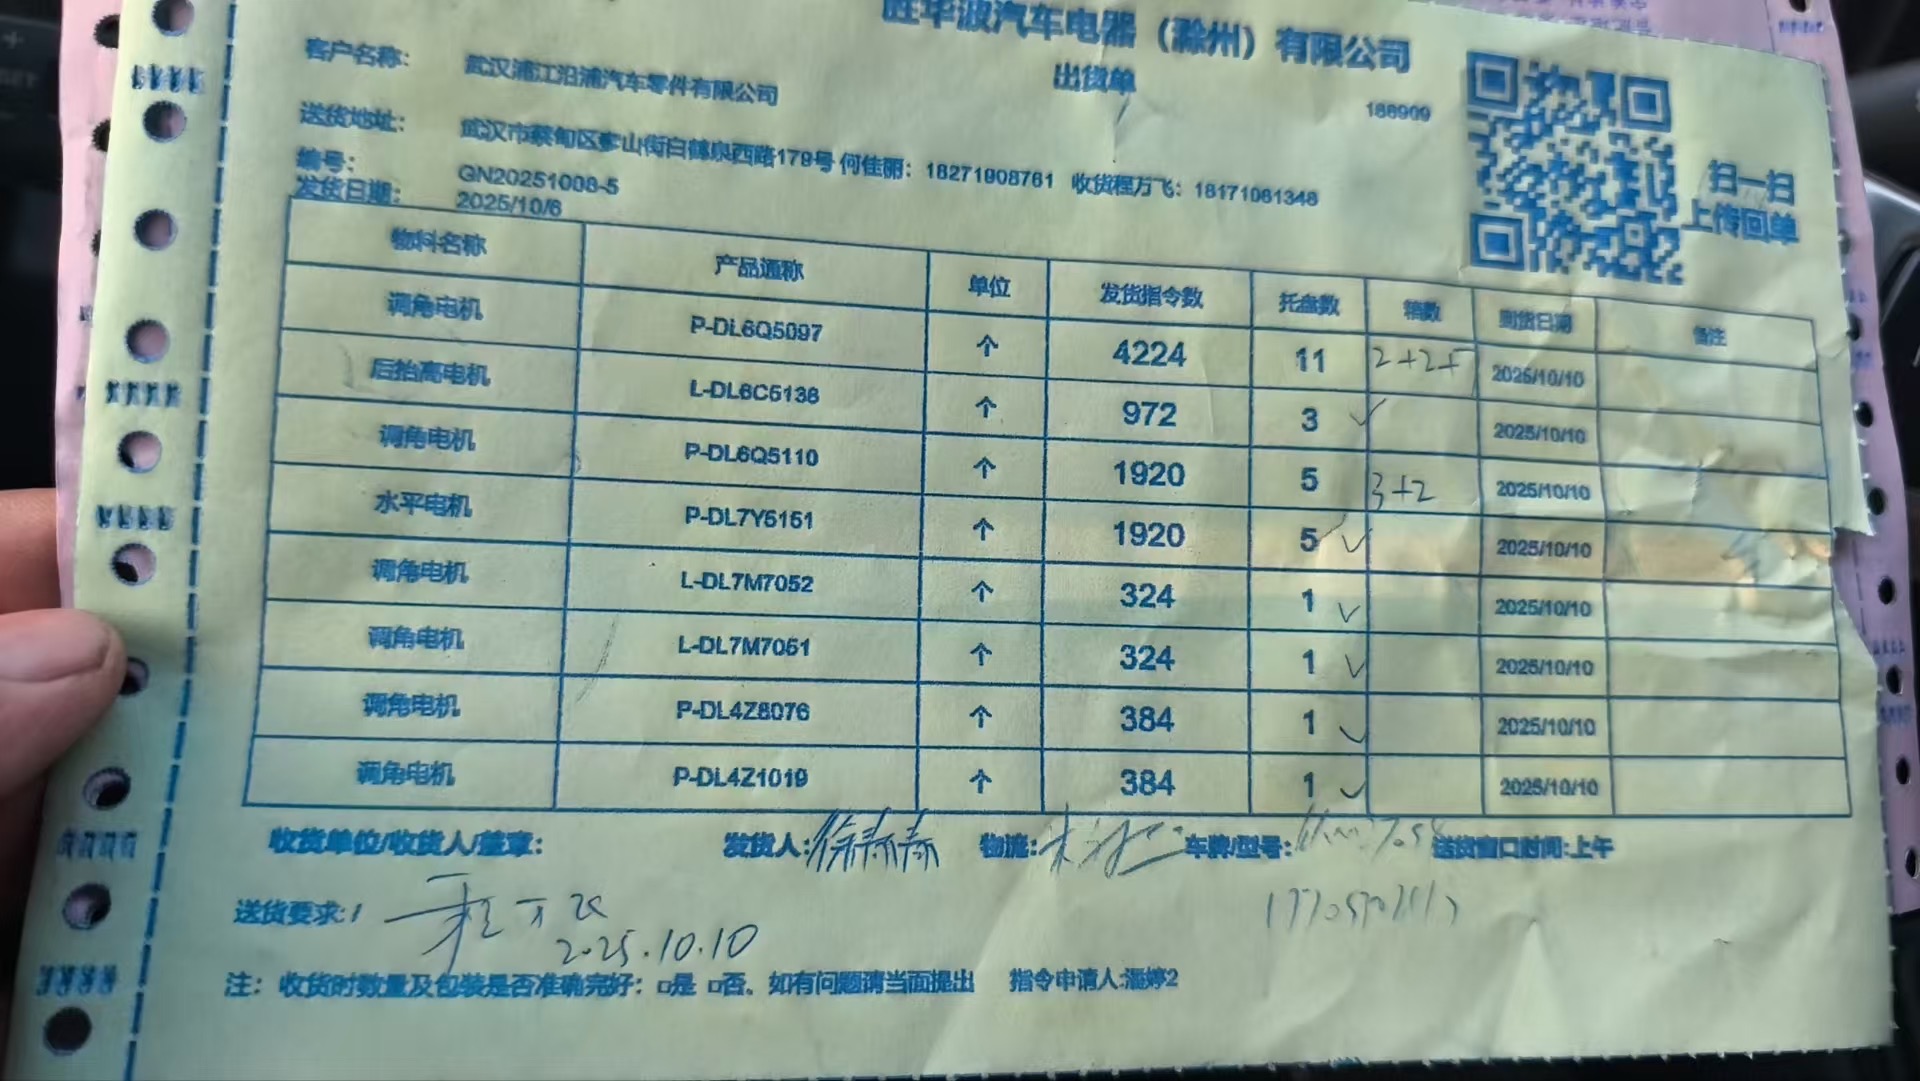 胜华波汽车电器（滁州）有限公司
出货单
188909
客户名称： 武汉浦江沿浦汽车零件有限公司
送货地址： 武汉市蔡甸区奓山街白鹤泉西路179号 何佳丽：18271908761 收货程万飞：18171061348
编号： QN20251008-5
发货日期： 2025/10/6
扫一扫
上传回单
物料名称 产品通称 单位 发货指令数 托盘数 箱数 到货日期 备注
调角电机 P-DL6Q5097 个 4224 11 2+2+5 2025/10/10
后抬高电机 L-DL6C5138 个 972 3 ✓ 2025/10/10
调角电机 P-DL6Q5110 个 1920 5 3+2 2025/10/10
水平电机 P-DL7Y5151 个 1920 5 ✓ 2025/10/10
调角电机 L-DL7M7052 个 324 1 ✓ 2025/10/10
调角电机 L-DL7M7051 个 324 1 ✓ 2025/10/10
调角电机 P-DL4Z8076 个 384 1 ✓ 2025/10/10
调角电机 P-DL4Z1019 个 384 1 ✓ 2025/10/10
收货单位/收货人/盖章： 发货人： 物流： 车牌/型号： 送货窗口时间:上午
送货要求:/ 程万飞
2025.10.10
注： 收货时数量及包装是否准确完好：□是 □否。如有问题请当面提出 指令申请人:潘婷2